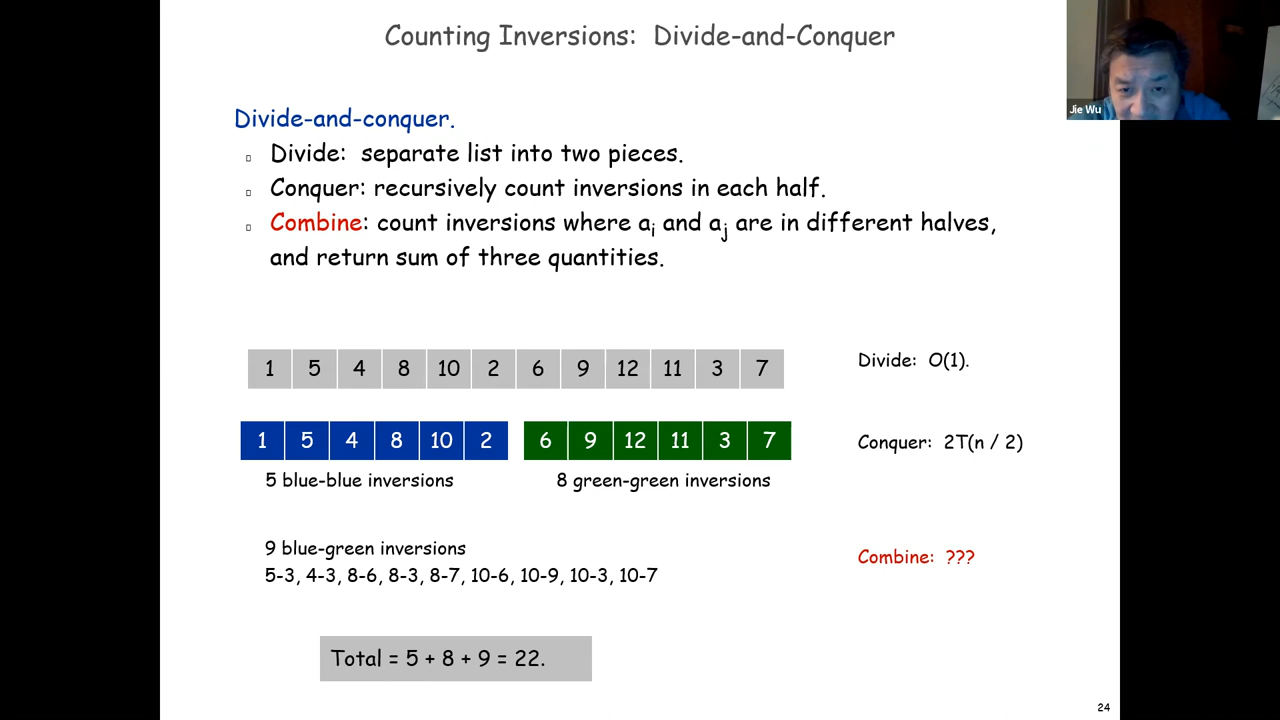 Counting Inversions: Divide-and-Conquer
Jie Wu
Divide-and-conquer.
Divide: separate list into two pieces.
Conquer: recursively count inversions in each half.
Combine: count inversions where ai and aj are in different halves,
and return sum of three quantities.
1 5 4 8 10 2 6 9 12 11 3 7
Divide: O(1).
1 5 4 8 10 2 6 9 12 11 3 7
Conquer: 2T(n / 2)
5 blue-blue inversions
8 green-green inversions
9 blue-green inversions
5-3, 4-3, 8-6, 8-3, 8-7, 10-6, 10-9, 10-3, 10-7
Combine: ???
Total = 5 + 8 + 9 = 22.
24